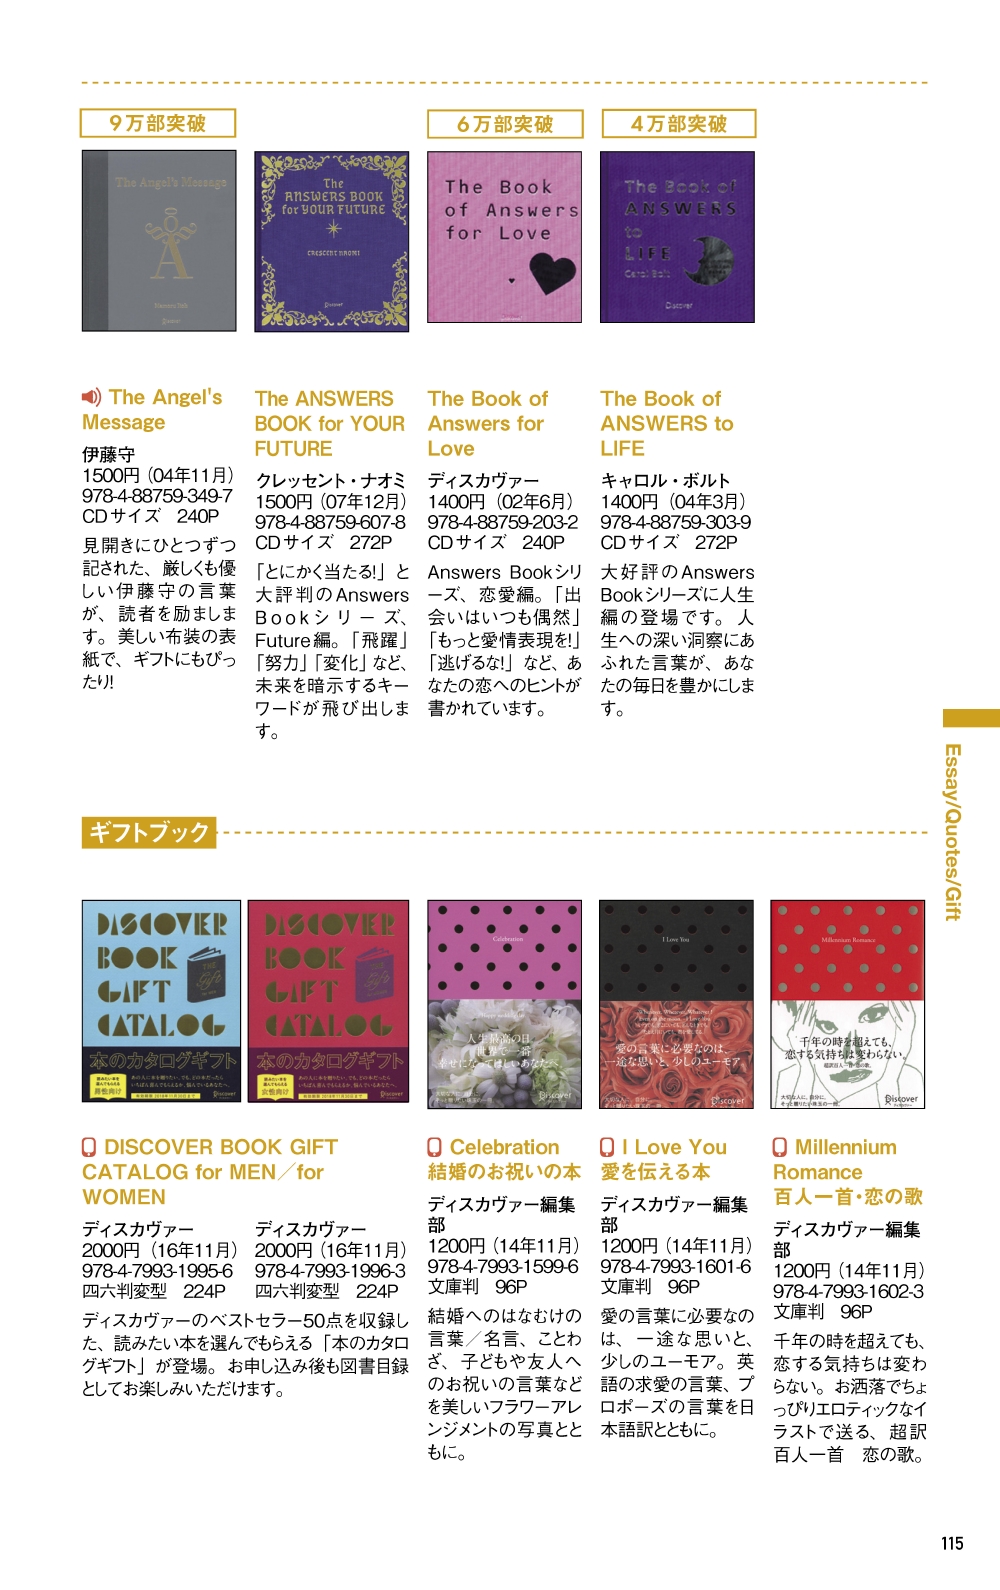 9万部突破
The Angel's Message
Discover
The
ANSWERS BOOK
for YOUR FUTURE
CRESCENT NAOMI
Discover
6万部突破
The Book
of Answers
for Love
4万部突破
The Book of
ANSWERS
to
LIFE
Carol Bolt
Discover
The Angel's
Message
伊藤守
1500円（04年11月）
978-4-88759-349-7
CDサイズ　240P
見開きにひとつずつ
記された、厳しくも優
しい伊藤守の言葉
が、読者を励ましま
す。美しい布装の表
紙で、ギフトにもぴっ
たり!
The ANSWERS
BOOK for YOUR
FUTURE
クレッセント・ナオミ
1500円（07年12月）
978-4-88759-607-8
CDサイズ　272P
「とにかく当たる!」と
大評判のAnswers
Bookシリーズ、
Future編。「飛躍」
「努力」「変化」など、
未来を暗示するキー
ワードが飛び出しま
す。
The Book of
Answers for
Love
ディスカヴァー
1400円（02年6月）
978-4-88759-203-2
CDサイズ　240P
Answers Bookシリ
ーズ、恋愛編。「出
会いはいつも偶然」
「もっと愛情表現を!」
「逃げるな!」など、あ
なたの恋へのヒントが
書かれています。
The Book of
ANSWERS to
LIFE
キャロル・ボルト
1400円（04年3月）
978-4-88759-303-9
CDサイズ　272P
大好評のAnswers
Bookシリーズに人生
編の登場です。人
生への深い洞察にあ
ふれた言葉が、あな
たの毎日を豊かにしま
す。
Essay/Quotes/Gift
ギフトブック
DISCOVER
BOOK
GIFT
CATALOG
本のカタログギフト
男性向け
DISCOVER
BOOK
GIFT
CATALOG
本のカタログギフト
女性向け
Celebration
人生最高の日、
世界で一番
幸せになってほしいあなたへ
I Love You
愛の言葉に必要なのは、
一途な思いと、少しのユーモア
Discover
Millennium Romance
千年の時を超えても、
恋する気持ちは変わらない。
Discover
DISCOVER BOOK GIFT
CATALOG for MEN／for
WOMEN
ディスカヴァー
2000円（16年11月）
978-4-7993-1995-6
四六判変型　224P
ディスカヴァー
2000円（16年11月）
978-4-7993-1996-3
四六判変型　224P
ディスカヴァーのベストセラー50点を収録し
た、読みたい本を選んでもらえる「本のカタロ
グギフト」が登場。お申し込み後も図書目録
としてお楽しみいただけます。
Celebration
結婚のお祝いの本
ディスカヴァー編集
部
1200円（14年11月）
978-4-7993-1599-6
文庫判　96P
結婚へのはなむけの
言葉／名言、ことわ
ざ、子どもや友人へ
のお祝いの言葉など
を美しいフラワーアレ
ンジメントの写真とと
もに。
I Love You
愛を伝える本
ディスカヴァー編集
部
1200円（14年11月）
978-4-7993-1601-6
文庫判　96P
愛の言葉に必要なの
は、一途な思いと、
少しのユーモア。英
語の求愛の言葉、プ
ロポーズの言葉を日
本語訳とともに。
Millennium
Romance
百人一首・恋の歌
ディスカヴァー編集
部
1200円（14年11月）
978-4-7993-1602-3
文庫判　96P
千年の時を超えても、
恋する気持ちは変わ
らない。お洒落でちょ
っぴりエロティックなイ
ラストで送る、超訳
百人一首　恋の歌。
115